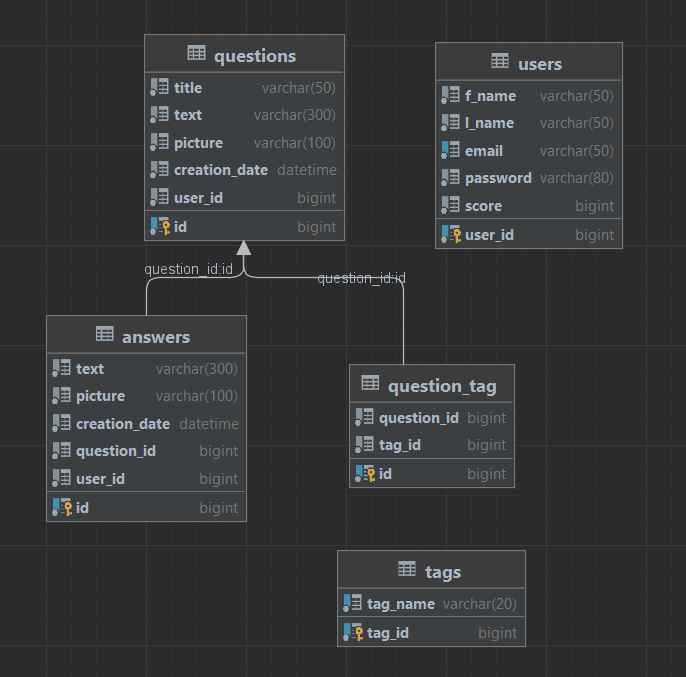 questions
title varchar(50)
text varchar(300)
picture varchar(100)
creation_date datetime
user_id bigint
id bigint
users
f_name varchar(50)
l_name varchar(50)
email varchar(50)
password varchar(80)
score bigint
user_id bigint
question_id:id
question_id:id
answers
text varchar(300)
picture varchar(100)
creation_date datetime
question_id bigint
user_id bigint
id bigint
question_tag
question_id bigint
tag_id bigint
id bigint
tags
tag_name varchar(20)
tag_id bigint